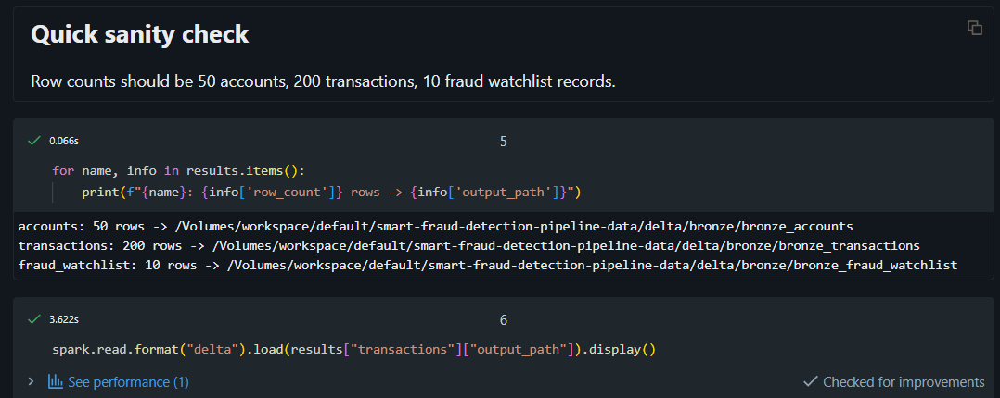 Quick sanity check
Row counts should be 50 accounts, 200 transactions, 10 fraud watchlist records.
0.066s
5
for name, info in results.items():
    print(f"{name}: {info['row_count']} rows -> {info['output_path']}")
accounts: 50 rows -> /Volumes/workspace/default/smart-fraud-detection-pipeline-data/delta/bronze/bronze_accounts
transactions: 200 rows -> /Volumes/workspace/default/smart-fraud-detection-pipeline-data/delta/bronze/bronze_transactions
fraud_watchlist: 10 rows -> /Volumes/workspace/default/smart-fraud-detection-pipeline-data/delta/bronze/bronze_fraud_watchlist
3.622s
6
spark.read.format("delta").load(results["transactions"]["output_path"]).display()
See performance (1)
Checked for improvements